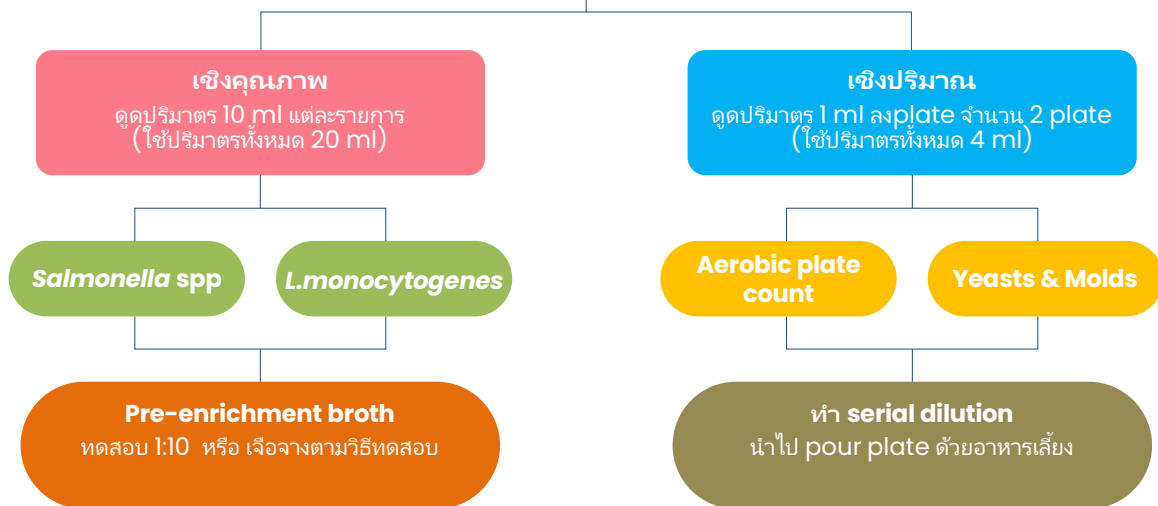 เชิงคุณภาพ
ดูดปริมาตร 10 ml แต่ละรายการ
(ใช้ปริมาตรทั้งหมด 20 ml)
เชิงปริมาณ
ดูดปริมาตร 1 ml ลงplate จำนวน 2 plate
(ใช้ปริมาตรทั้งหมด 4 ml)
Salmonella spp
L.monocytogenes
Aerobic plate
count
Yeasts & Molds
Pre-enrichment broth
ทดสอบ 1:10 หรือ เจือจางตามวิธีทดสอบ
ทำ serial dilution
นำไป pour plate ด้วยอาหารเลี้ยง